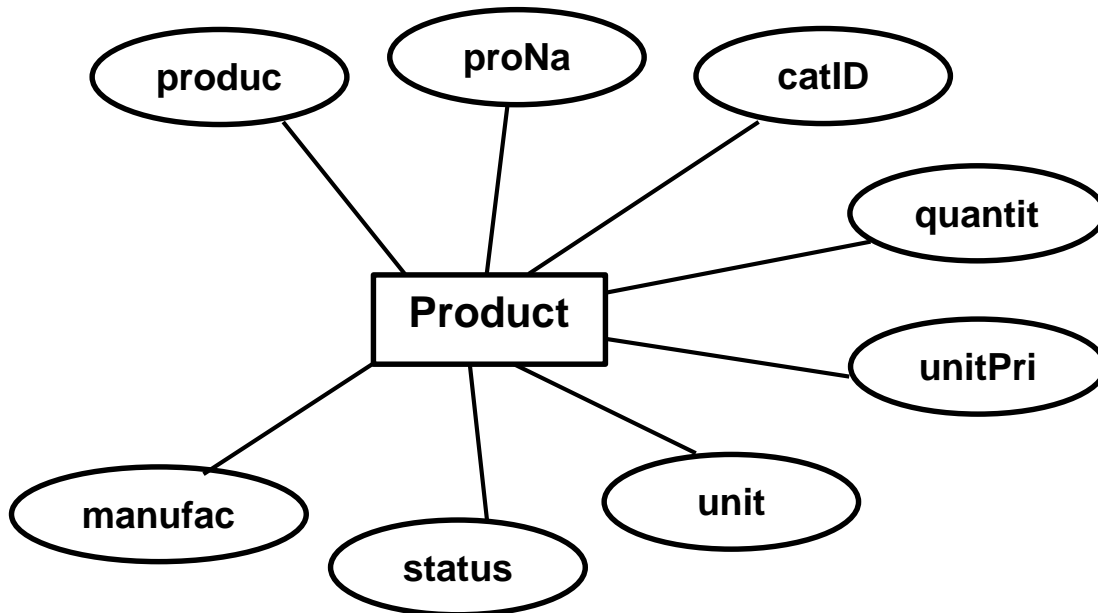 produc
proNa
catID
quantit
Product
unitPri
unit
manufac
status